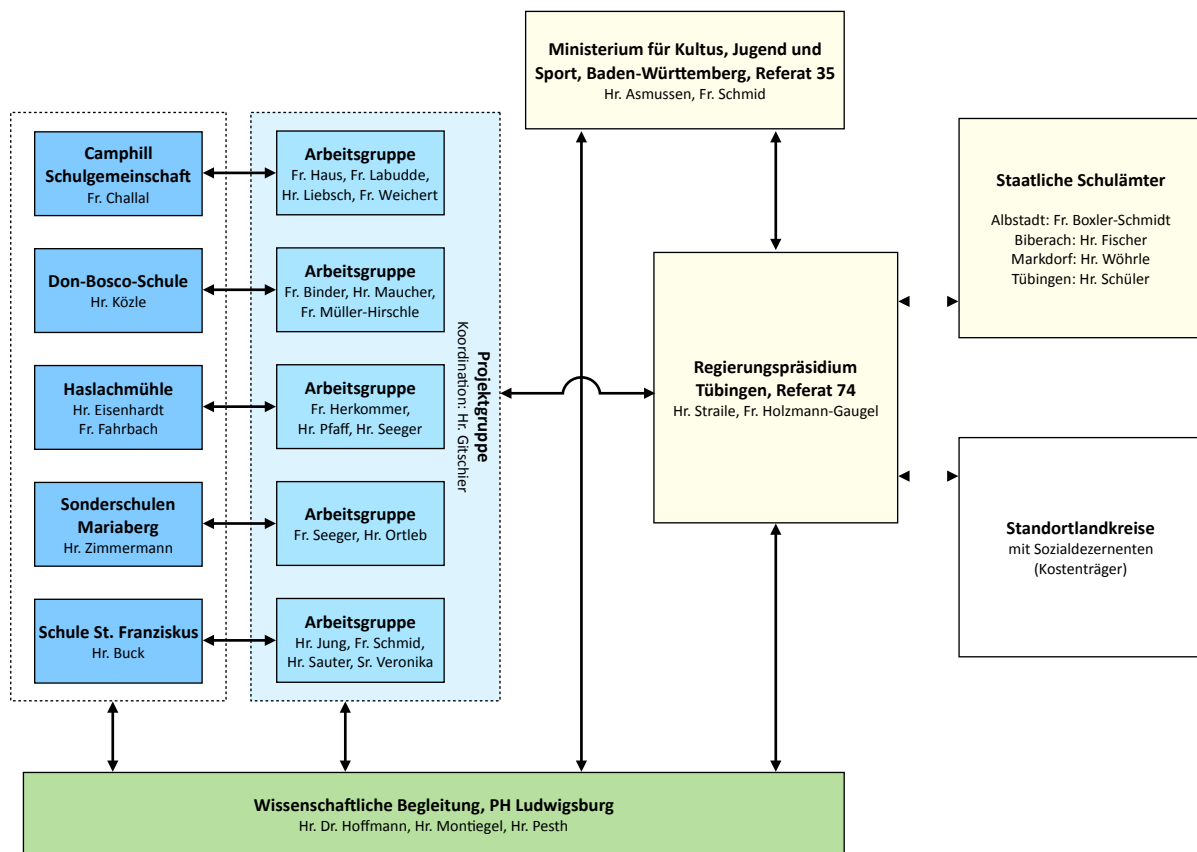 Ministerium für Kultus, Jugend und
Sport, Baden-Württemberg, Referat 35
Hr. Asmussen, Fr. Schmid
Camphill
Schulgemeinschaft
Fr. Challal
Arbeitsgruppe
Fr. Haus, Fr. Labudde,
Hr. Liebsch, Fr. Weichert
Don-Bosco-Schule
Hr. Közle
Arbeitsgruppe
Fr. Binder, Hr. Maucher,
Fr. Müller-Hirschle
Haslachmühle
Hr. Eisenhardt
Fr. Fahrbach
Arbeitsgruppe
Fr. Herkommer,
Hr. Pfaff, Hr. Seeger
Sonderschulen
Mariaberg
Hr. Zimmermann
Arbeitsgruppe
Fr. Seeger, Hr. Ortleb
Schule St. Franziskus
Hr. Buck
Arbeitsgruppe
Hr. Jung, Fr. Schmid,
Hr. Sauter, Sr. Veronika
Projektgruppe
Koordination: Hr. Gitschier
Regierungspräsidium
Tübingen, Referat 74
Hr. Straile, Fr. Holzmann-Gaugel
Staatliche Schulämter
Albstadt: Fr. Boxler-Schmidt
Biberach: Hr. Fischer
Markdorf: Hr. Wöhrle
Tübingen: Hr. Schüler
Standortlandkreise
mit Sozialdezernenten
(Kostenträger)
Wissenschaftliche Begleitung, PH Ludwigsburg
Hr. Dr. Hoffmann, Hr. Montiegel, Hr. Pesth